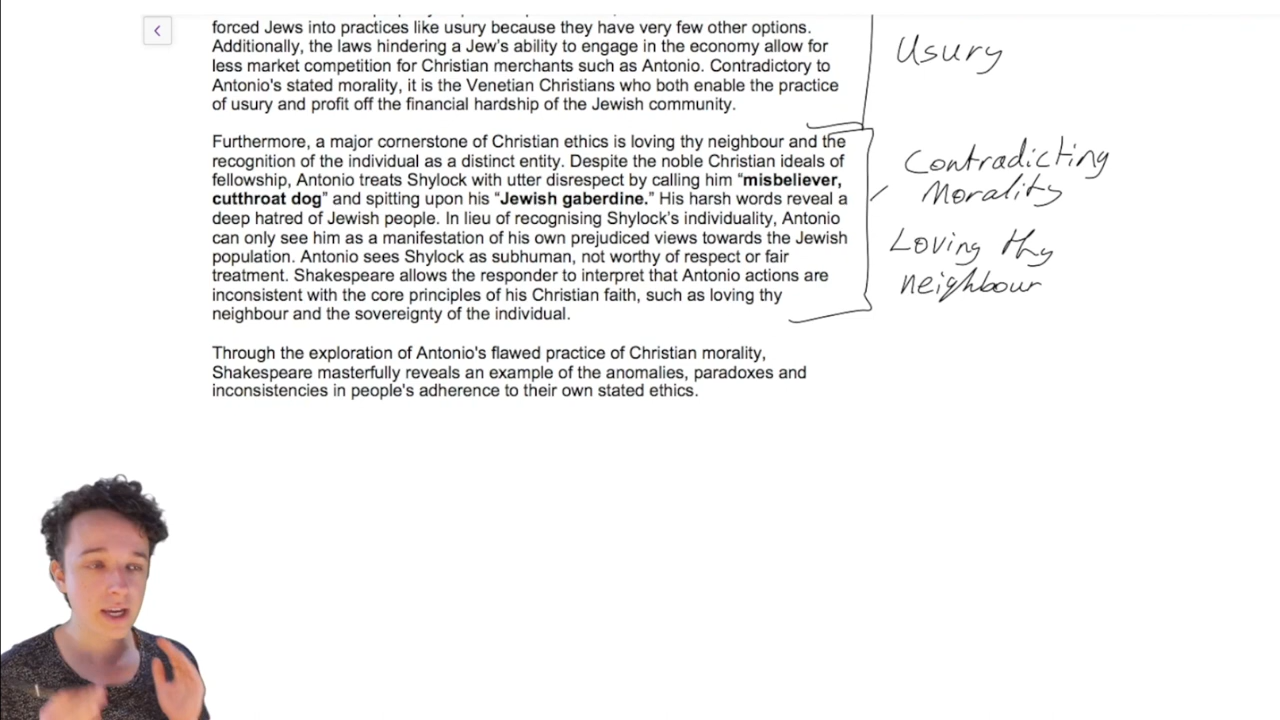 forced Jews into practices like usury because they have very few other options.
Additionally, the laws hindering a Jew's ability to engage in the economy allow for
less market competition for Christian merchants such as Antonio. Contradictory to
Antonio's stated morality, it is the Venetian Christians who both enable the practice
of usury and profit off the financial hardship of the Jewish community.
Usury
Furthermore, a major cornerstone of Christian ethics is loving thy neighbour and the
recognition of the individual as a distinct entity. Despite the noble Christian ideals of
fellowship, Antonio treats Shylock with utter disrespect by calling him “misbeliever,
cutthroat dog” and spitting upon his “Jewish gaberdine.” His harsh words reveal a
deep hatred of Jewish people. In lieu of recognising Shylock's individuality, Antonio
can only see him as a manifestation of his own prejudiced views towards the Jewish
population. Antonio sees Shylock as subhuman, not worthy of respect or fair
treatment. Shakespeare allows the responder to interpret that Antonio actions are
inconsistent with the core principles of his Christian faith, such as loving thy
neighbour and the sovereignty of the individual.
Contradicting
Morality
Loving thy
neighbour
Through the exploration of Antonio's flawed practice of Christian morality,
Shakespeare masterfully reveals an example of the anomalies, paradoxes and
inconsistencies in people's adherence to their own stated ethics.